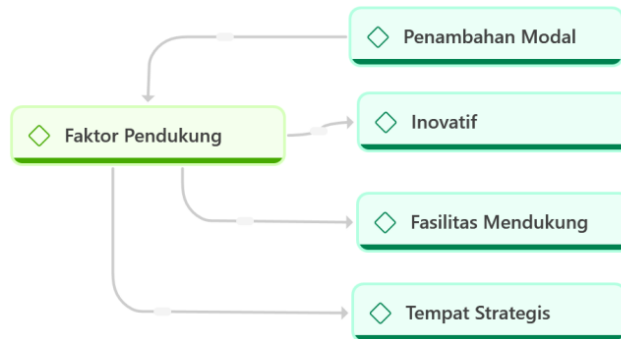 Penambahan Modal
Faktor Pendukung
Inovatif
Fasilitas Mendukung
Tempat Strategis